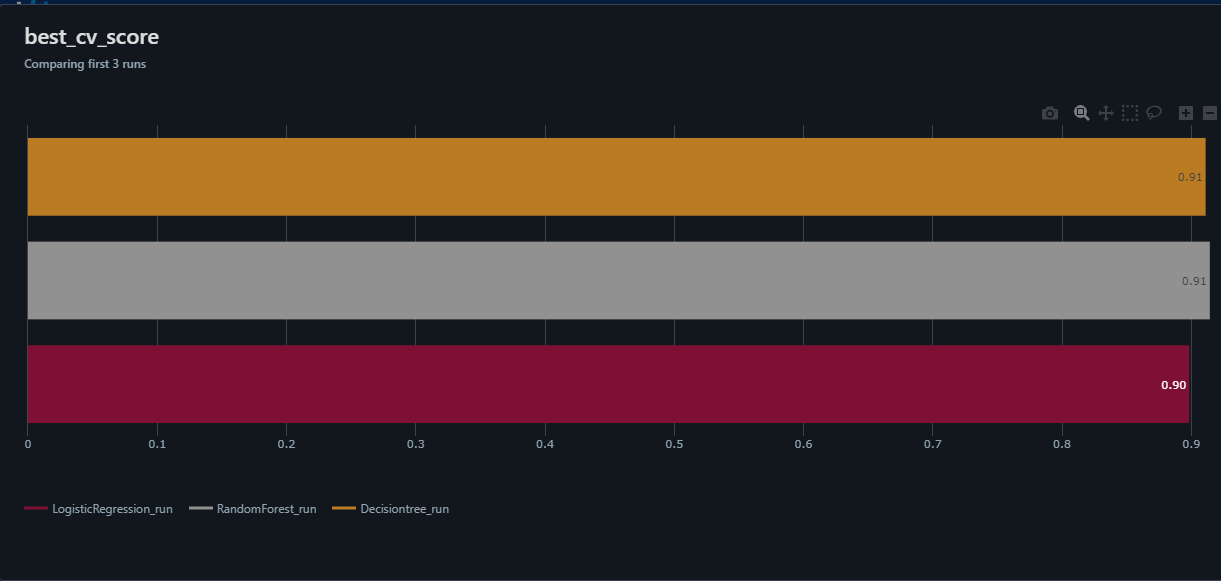 best_cv_score
Comparing first 3 runs
0.91
0.91
0.90
0 0.1 0.2 0.3 0.4 0.5 0.6 0.7 0.8 0.9
LogisticRegression_run RandomForest_run Decisiontree_run